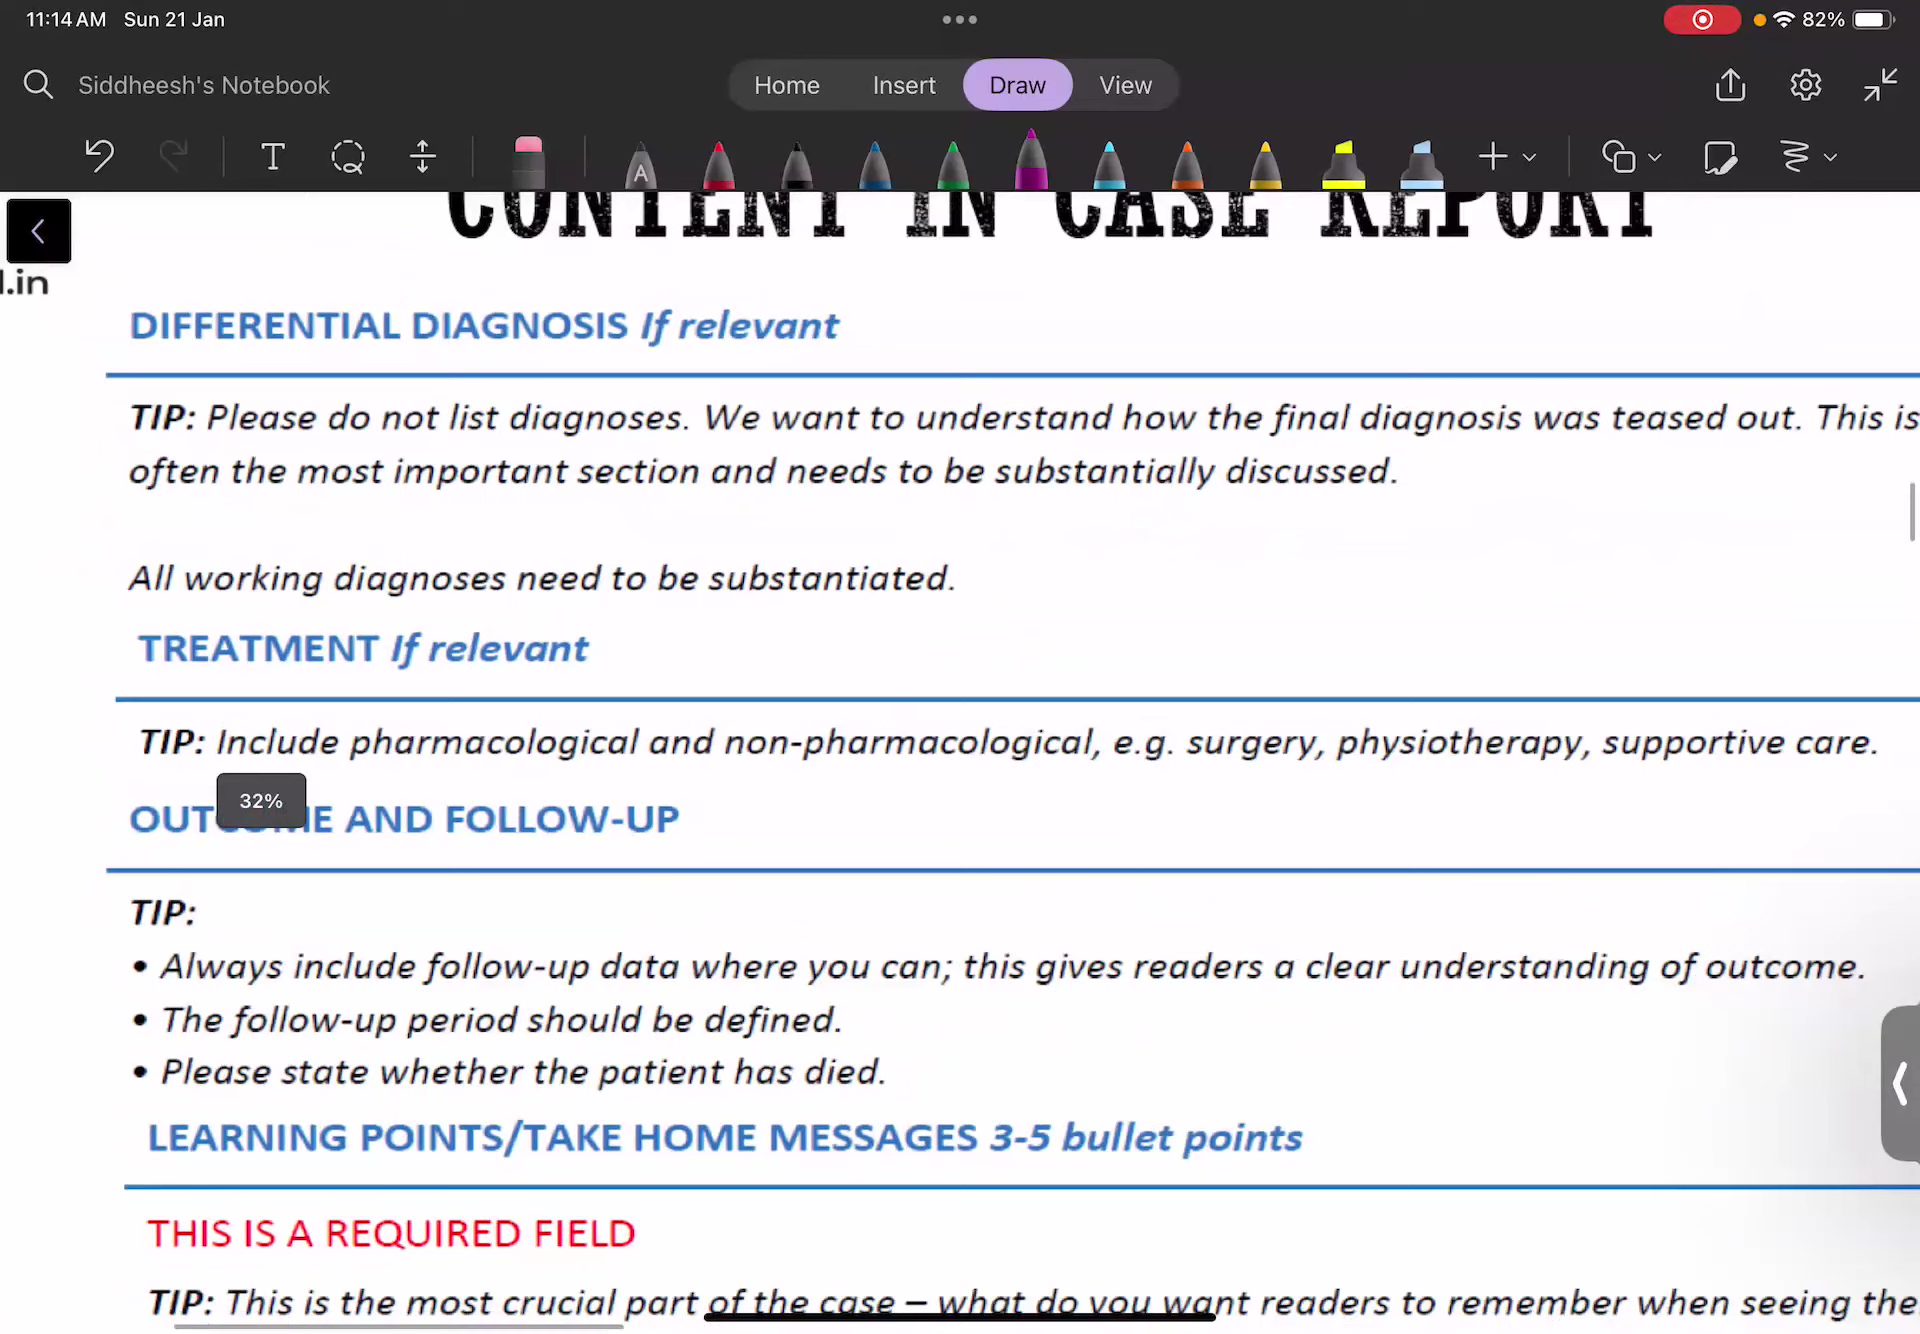 11:14 AM Sun 21 Jan
82%
Siddheesh's Notebook
Home Insert Draw View
T
A
CONTENT IN CASE REPORT
.in
DIFFERENTIAL DIAGNOSIS If relevant
TIP: Please do not list diagnoses. We want to understand how the final diagnosis was teased out. This is
often the most important section and needs to be substantially discussed.
All working diagnoses need to be substantiated.
TREATMENT If relevant
TIP: Include pharmacological and non-pharmacological, e.g. surgery, physiotherapy, supportive care.
32%
OUTCOME AND FOLLOW-UP
TIP:
• Always include follow-up data where you can; this gives readers a clear understanding of outcome.
• The follow-up period should be defined.
• Please state whether the patient has died.
LEARNING POINTS/TAKE HOME MESSAGES 3-5 bullet points
THIS IS A REQUIRED FIELD
TIP: This is the most crucial part of the case – what do you want readers to remember when seeing the